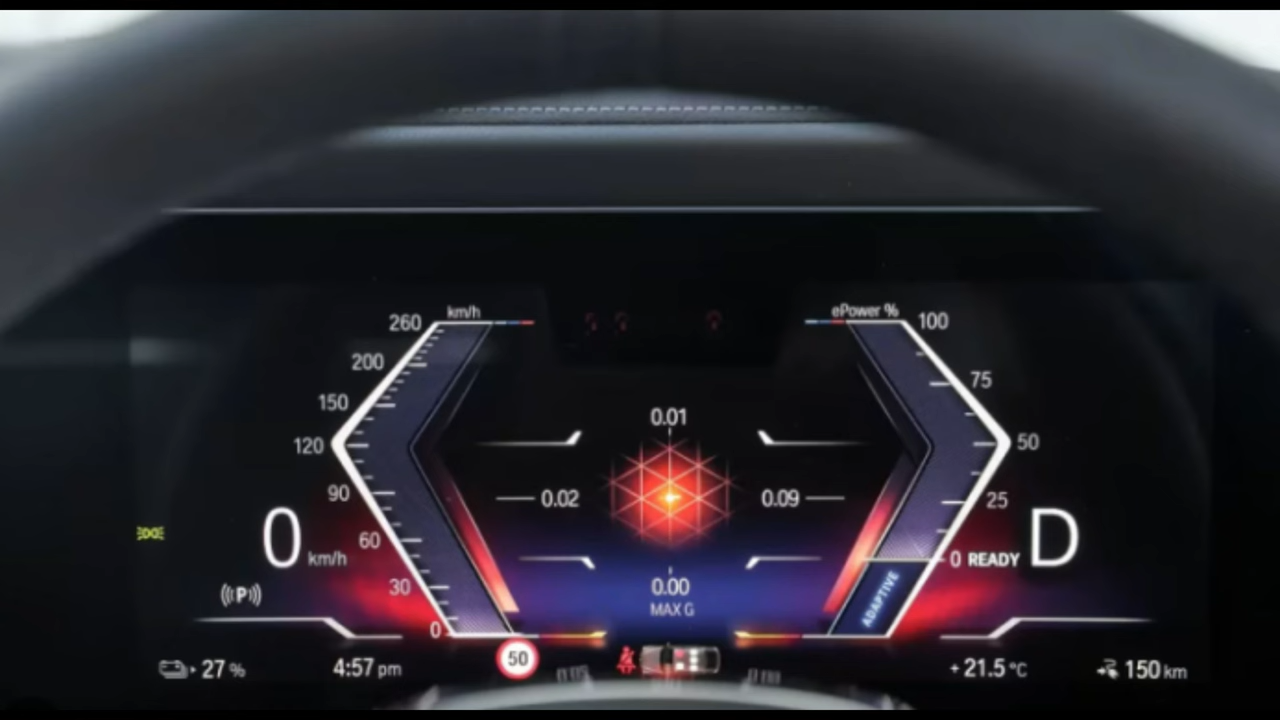 km/h
260
200
150
120
90
60
30
0
0
km/h
(P)
ePower %
100
75
50
25
0 READY
D
ADAPTIVE
0.01
0.02
0.09
0.00
MAX G
27 %
4:57 pm
50
+21.5 °C
150 km